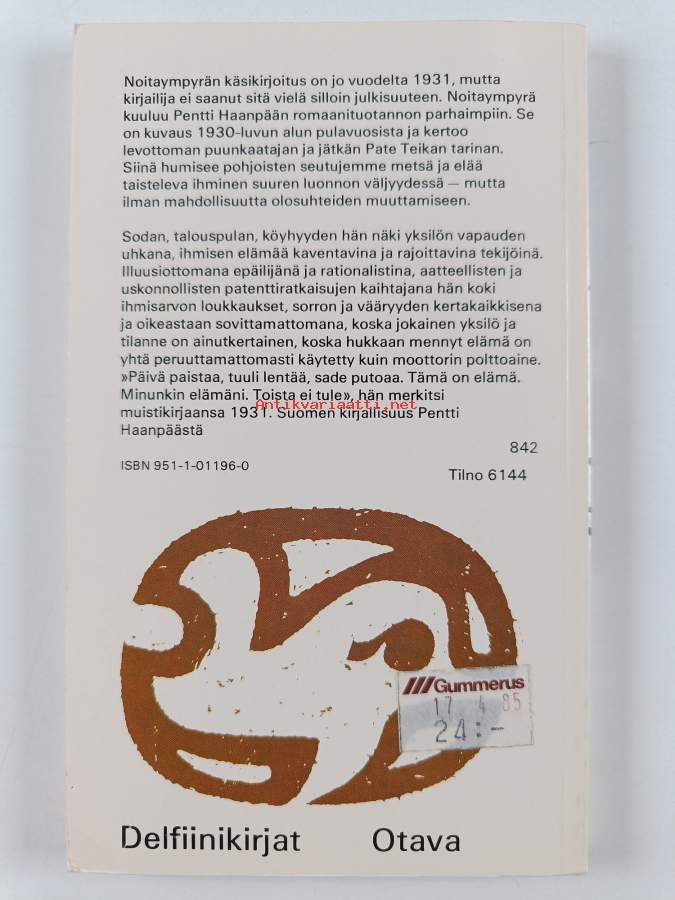 Noitaympyrän käsikirjoitus on jo vuodelta 1931, mutta
kirjailija ei saanut sitä vielä silloin julkisuuteen. Noitaympyrä
kuuluu Pentti Haanpään romaanituotannon parhaimpiin. Se
on kuvaus 1930-luvun alun pulavuosista ja kertoo
levottoman puunkaatajan ja jätkän Pate Teikan tarinan.
Siinä humisee pohjoisten seutujemme metsä ja elää
taisteleva ihminen suuren luonnon väljyydessä — mutta
ilman mahdollisuutta olosuhteiden muuttamiseen.
Sodan, talouspulan, köyhyyden hän näki yksilön vapauden
uhkana, ihmisen elämää kaventavina ja rajoittavina tekijöinä.
Illuusiottomana epäilijänä ja rationalistina, aatteellisten ja
uskonnollisten patenttiratkaisujen kaihtajana hän koki
ihmisarvon loukkaukset, sorron ja vääryyden kertakaikkisena
ja oikeastaan sovittamattomana, koska jokainen yksilö ja
tilanne on ainutkertainen, koska hukkaan mennyt elämä on
yhtä peruuttamattomasti käytetty kuin moottorin polttoaine.
»Päivä paistaa, tuuli lentää, sade putoaa. Tämä on elämä.
Minunkin elämäni. Toista ei tule», hän merkitsi
Antikvariaatti.net
muistikirjaansa 1931. Suomen kirjallisuus Pentti
Haanpäästä
842
ISBN 951-1-01196-0
Tilno 6144
Gummerus
17 4 85
24:-
Delfiinikirjat Otava